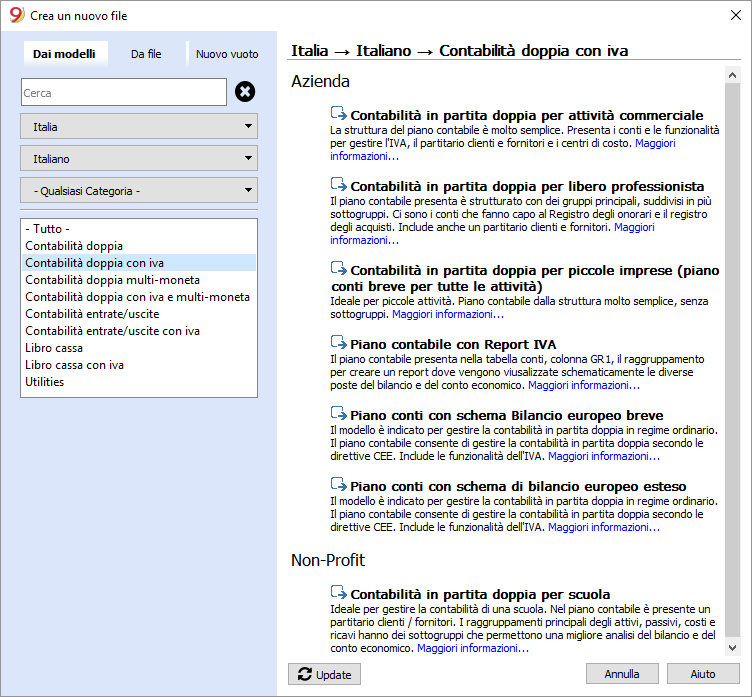 Crea un nuovo file
Dai modelli
Da file
Nuovo vuoto
Cerca
Italia
Italiano
- Qualsiasi Categoria -
- Tutto -
Contabilità doppia
Contabilità doppia con iva
Contabilità doppia multi-moneta
Contabilità doppia con iva e multi-moneta
Contabilità entrate/uscite
Contabilità entrate/uscite con iva
Libro cassa
Libro cassa con iva
Utilities
Italia → Italiano → Contabilità doppia con iva
Azienda
Contabilità in partita doppia per attività commerciale
La struttura del piano contabile è molto semplice. Presenta i conti e le funzionalità
per gestire l'IVA, il partitario clienti e fornitori e i centri di costo. Maggiori
informazioni...
Contabilità in partita doppia per libero professionista
Il piano contabile presenta è strutturato con dei gruppi principali, suddivisi in più
sottogruppi. Ci sono i conti che fanno capo al Registro degli onorari e il registro
degli acquisti. Include anche un partitario clienti e fornitori. Maggiori
informazioni...
Contabilità in partita doppia per piccole imprese (piano
conti breve per tutte le attività)
Ideale per piccole attività. Piano contabile dalla struttura molto semplice, senza
sottogruppi. Maggiori informazioni...
Piano contabile con Report IVA
Il piano contabile presenta nella tabella conti, colonna GR1, il raggruppamento
per creare un report dove vengono viusalizzate schematicamente le diverse
poste del bilancio e del conto economico. Maggiori informazioni...
Piano conti con schema Bilancio europeo breve
Il modello è indicato per gestire la contabilità in partita doppia in regime ordinario.
Il piano contabile consente di gestire la contabilità in partita doppia secondo le
direttive CEE. Include le funzionalità dell'IVA. Maggiori informazioni...
Piano conti con schema di bilancio europeo esteso
Il modello è indicato per gestire la contabilità in partita doppia in regime ordinario.
Il piano contabile consente di gestire la contabilità in partita doppia secondo le
direttive CEE. Include le funzionalità dell'IVA. Maggiori informazioni...
Non-Profit
Contabilità in partita doppia per scuola
Ideale per gestire la contabilità di una scuola. Nel piano contabile è presente un
partitario clienti / fornitori. I raggruppamenti principali degli attivi, passivi, costi e
ricavi hanno dei sottogruppi che permettono una migliore analisi del bilancio e del
conto economico. Maggiori informazioni...
Update
Annulla
Aiuto